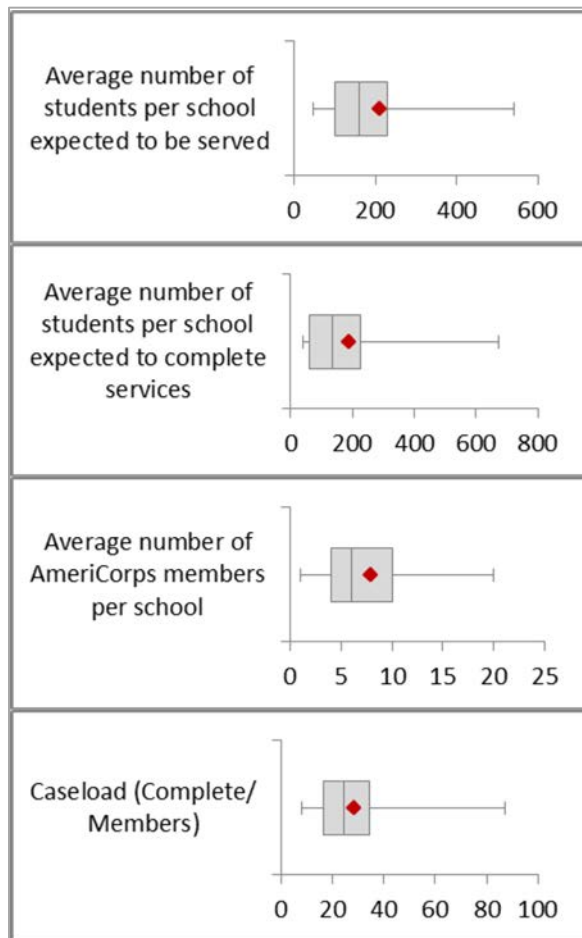 Average number of
students per school
expected to be served
0 200 400 600
Average number of
students per school
expected to complete
services
0 200 400 600 800
Average number of
AmeriCorps members
per school
0 5 10 15 20 25
Caseload (Complete/
Members)
0 20 40 60 80 100